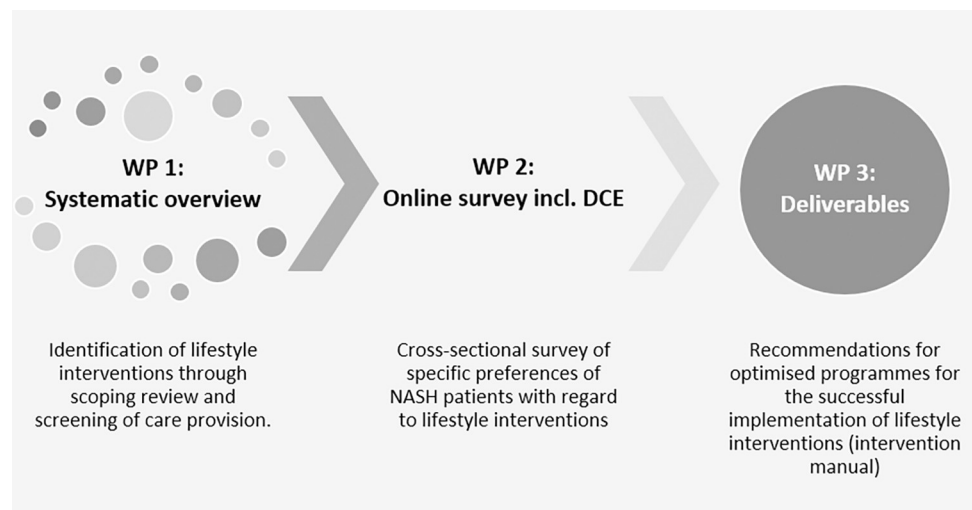 WP 1:
Systematic overview
WP 2:
Online survey incl. DCE
WP 3:
Deliverables
Identification of lifestyle
interventions through
scoping review and
screening of care provision.
Cross-sectional survey of
specific preferences of
NASH patients with regard
to lifestyle interventions
Recommendations for
optimised programmes for
the successful
implementation of lifestyle
interventions (intervention
manual)